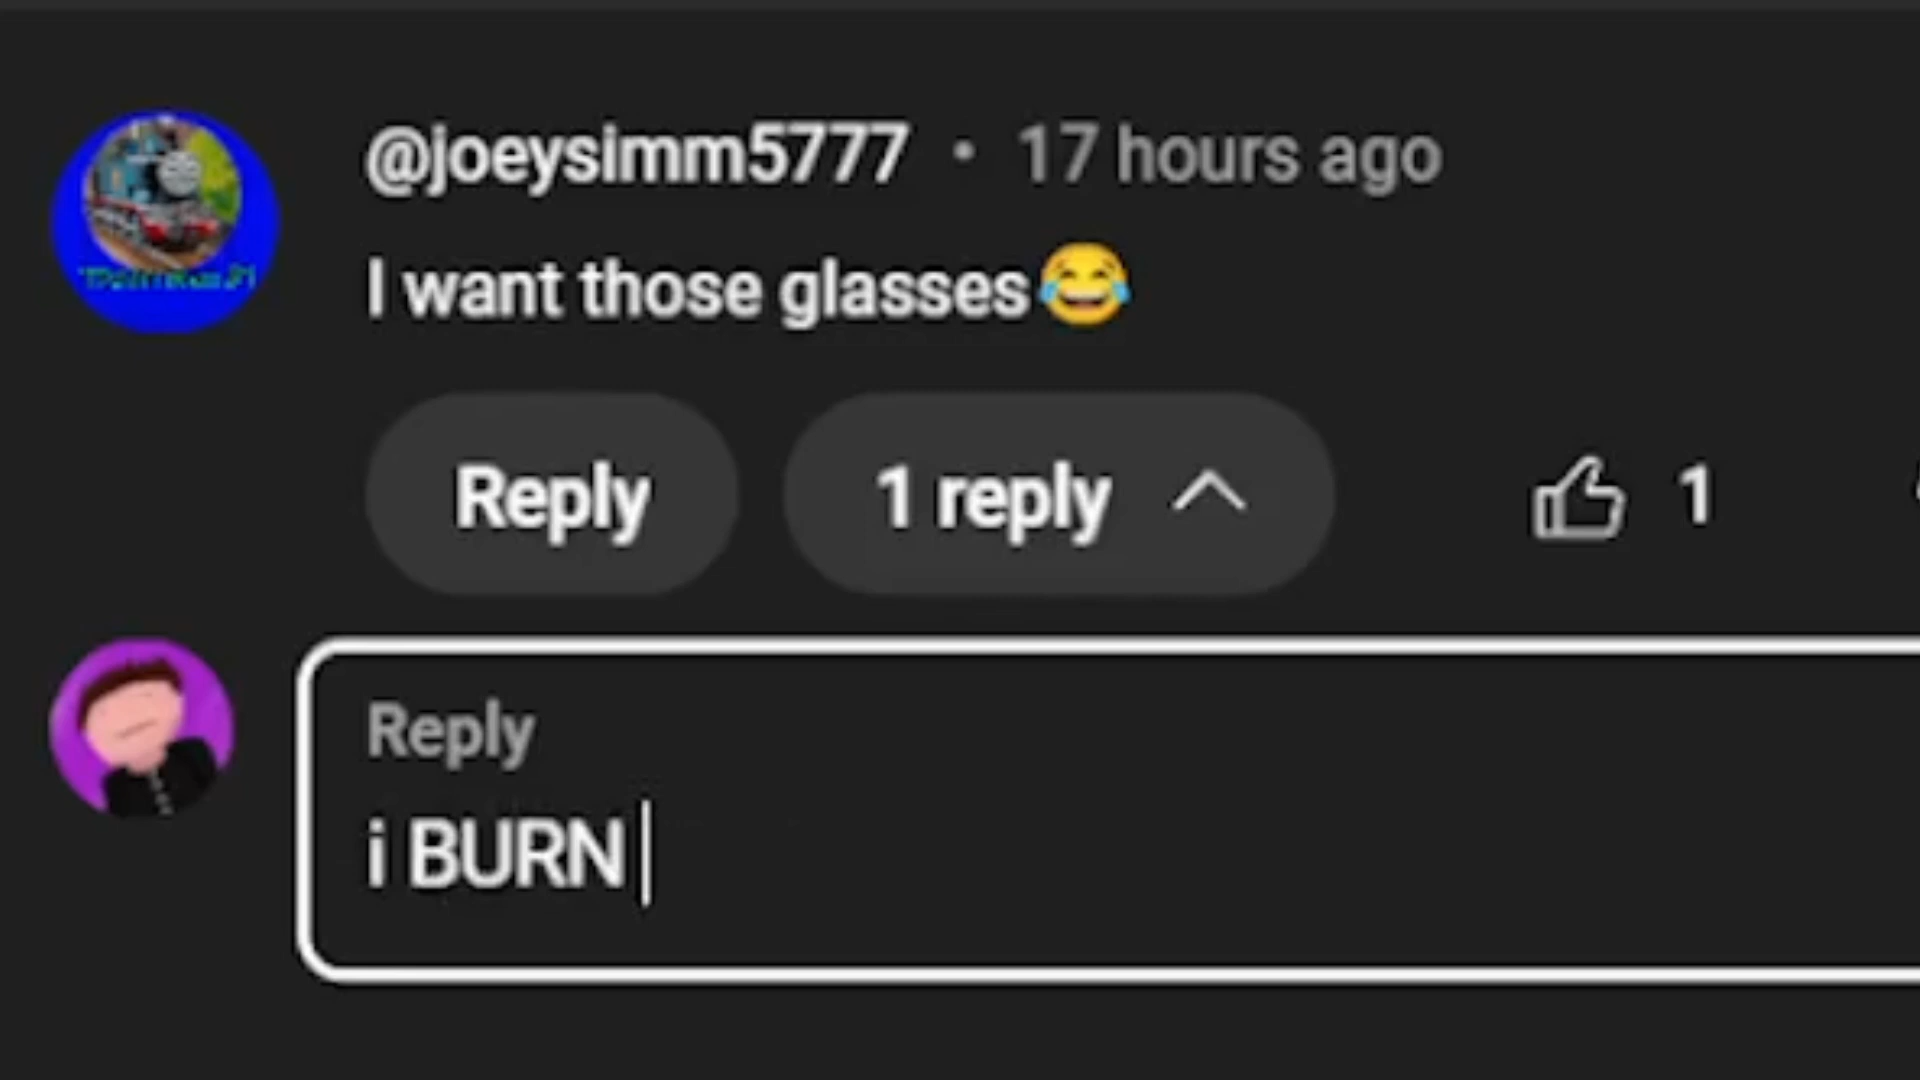 @joeysimm5777 • 17 hours ago
I want those glasses😂
Reply
1 reply
1
Reply
i BURN